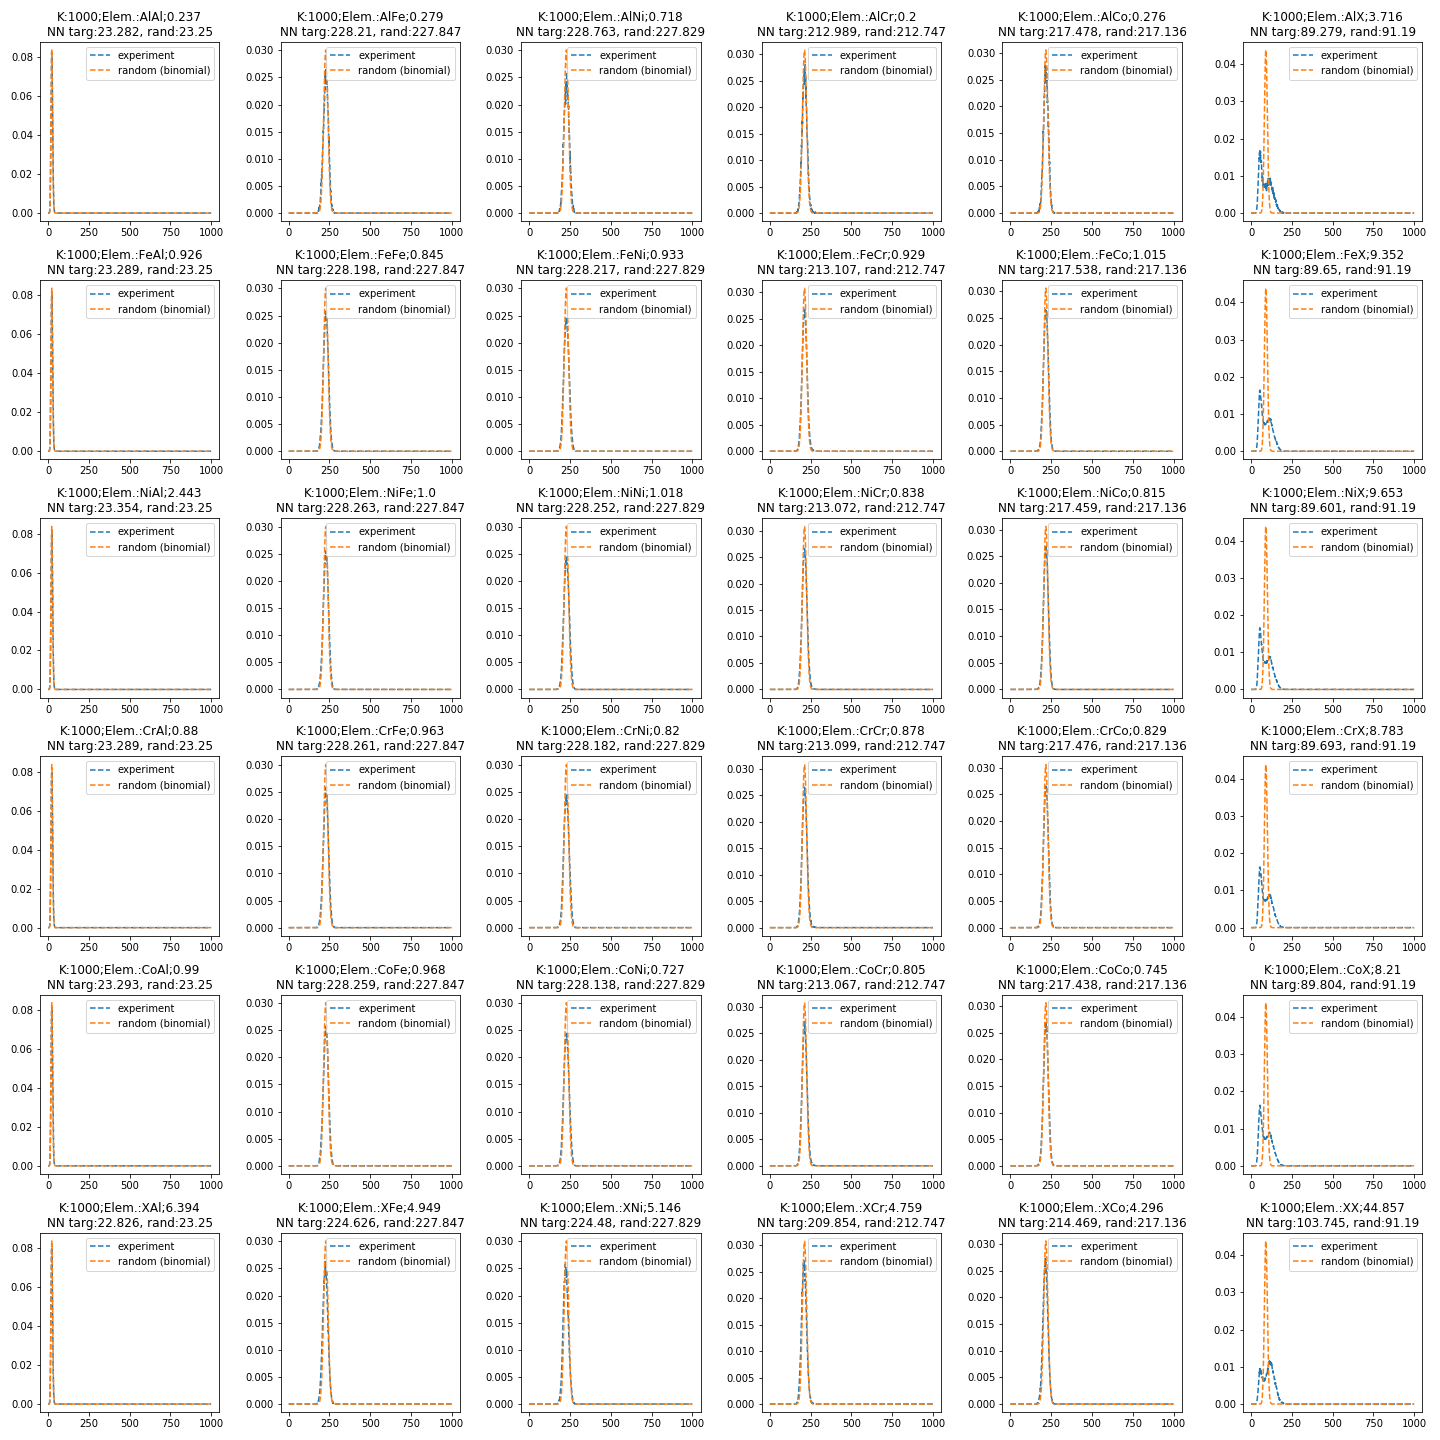 K:1000;Elem.:AlAl;0.237
NN targ:23.282, rand:23.25
experiment
random (binomial)
0.08
0.06
0.04
0.02
0.00
0 250 500 750 1000
K:1000;Elem.:AlFe;0.279
NN targ:228.21, rand:227.847
experiment
random (binomial)
0.030
0.025
0.020
0.015
0.010
0.005
0.000
0 250 500 750 1000
K:1000;Elem.:AlNi;0.718
NN targ:228.763, rand:227.829
experiment
random (binomial)
0.030
0.025
0.020
0.015
0.010
0.005
0.000
0 250 500 750 1000
K:1000;Elem.:AlCr;0.2
NN targ:212.989, rand:212.747
experiment
random (binomial)
0.030
0.025
0.020
0.015
0.010
0.005
0.000
0 250 500 750 1000
K:1000;Elem.:AlCo;0.276
NN targ:217.478, rand:217.136
experiment
random (binomial)
0.030
0.025
0.020
0.015
0.010
0.005
0.000
0 250 500 750 1000
K:1000;Elem.:AlX;3.716
NN targ:89.279, rand:91.19
experiment
random (binomial)
0.04
0.03
0.02
0.01
0.00
0 250 500 750 1000
K:1000;Elem.:FeAl;0.926
NN targ:23.289, rand:23.25
experiment
random (binomial)
0.08
0.06
0.04
0.02
0.00
0 250 500 750 1000
K:1000;Elem.:FeFe;0.845
NN targ:228.198, rand:227.847
experiment
random (binomial)
0.030
0.025
0.020
0.015
0.010
0.005
0.000
0 250 500 750 1000
K:1000;Elem.:FeNi;0.933
NN targ:228.217, rand:227.829
experiment
random (binomial)
0.030
0.025
0.020
0.015
0.010
0.005
0.000
0 250 500 750 1000
K:1000;Elem.:FeCr;0.929
NN targ:213.107, rand:212.747
experiment
random (binomial)
0.030
0.025
0.020
0.015
0.010
0.005
0.000
0 250 500 750 1000
K:1000;Elem.:FeCo;1.015
NN targ:217.538, rand:217.136
experiment
random (binomial)
0.030
0.025
0.020
0.015
0.010
0.005
0.000
0 250 500 750 1000
K:1000;Elem.:FeX;9.352
NN targ:89.65, rand:91.19
experiment
random (binomial)
0.04
0.03
0.02
0.01
0.00
0 250 500 750 1000
K:1000;Elem.:NiAl;2.443
NN targ:23.354, rand:23.25
experiment
random (binomial)
0.08
0.06
0.04
0.02
0.00
0 250 500 750 1000
K:1000;Elem.:NiFe;1.0
NN targ:228.263, rand:227.847
experiment
random (binomial)
0.030
0.025
0.020
0.015
0.010
0.005
0.000
0 250 500 750 1000
K:1000;Elem.:NiNi;1.018
NN targ:228.252, rand:227.829
experiment
random (binomial)
0.030
0.025
0.020
0.015
0.010
0.005
0.000
0 250 500 750 1000
K:1000;Elem.:NiCr;0.838
NN targ:213.072, rand:212.747
experiment
random (binomial)
0.030
0.025
0.020
0.015
0.010
0.005
0.000
0 250 500 750 1000
K:1000;Elem.:NiCo;0.815
NN targ:217.459, rand:217.136
experiment
random (binomial)
0.030
0.025
0.020
0.015
0.010
0.005
0.000
0 250 500 750 1000
K:1000;Elem.:NiX;9.653
NN targ:89.601, rand:91.19
experiment
random (binomial)
0.04
0.03
0.02
0.01
0.00
0 250 500 750 1000
K:1000;Elem.:CrAl;0.88
NN targ:23.289, rand:23.25
experiment
random (binomial)
0.08
0.06
0.04
0.02
0.00
0 250 500 750 1000
K:1000;Elem.:CrFe;0.963
NN targ:228.261, rand:227.847
experiment
random (binomial)
0.030
0.025
0.020
0.015
0.010
0.005
0.000
0 250 500 750 1000
K:1000;Elem.:CrNi;0.82
NN targ:228.182, rand:227.829
experiment
random (binomial)
0.030
0.025
0.020
0.015
0.010
0.005
0.000
0 250 500 750 1000
K:1000;Elem.:CrCr;0.878
NN targ:213.099, rand:212.747
experiment
random (binomial)
0.030
0.025
0.020
0.015
0.010
0.005
0.000
0 250 500 750 1000
K:1000;Elem.:CrCo;0.829
NN targ:217.476, rand:217.136
experiment
random (binomial)
0.030
0.025
0.020
0.015
0.010
0.005
0.000
0 250 500 750 1000
K:1000;Elem.:CrX;8.783
NN targ:89.693, rand:91.19
experiment
random (binomial)
0.04
0.03
0.02
0.01
0.00
0 250 500 750 1000
K:1000;Elem.:CoAl;0.99
NN targ:23.293, rand:23.25
experiment
random (binomial)
0.08
0.06
0.04
0.02
0.00
0 250 500 750 1000
K:1000;Elem.:CoFe;0.968
NN targ:228.259, rand:227.847
experiment
random (binomial)
0.030
0.025
0.020
0.015
0.010
0.005
0.000
0 250 500 750 1000
K:1000;Elem.:CoNi;0.727
NN targ:228.138, rand:227.829
experiment
random (binomial)
0.030
0.025
0.020
0.015
0.010
0.005
0.000
0 250 500 750 1000
K:1000;Elem.:CoCr;0.805
NN targ:213.067, rand:212.747
experiment
random (binomial)
0.030
0.025
0.020
0.015
0.010
0.005
0.000
0 250 500 750 1000
K:1000;Elem.:CoCo;0.745
NN targ:217.438, rand:217.136
experiment
random (binomial)
0.030
0.025
0.020
0.015
0.010
0.005
0.000
0 250 500 750 1000
K:1000;Elem.:CoX;8.21
NN targ:89.804, rand:91.19
experiment
random (binomial)
0.04
0.03
0.02
0.01
0.00
0 250 500 750 1000
K:1000;Elem.:XAl;6.394
NN targ:22.826, rand:23.25
experiment
random (binomial)
0.08
0.06
0.04
0.02
0.00
0 250 500 750 1000
K:1000;Elem.:XFe;4.949
NN targ:224.626, rand:227.847
experiment
random (binomial)
0.030
0.025
0.020
0.015
0.010
0.005
0.000
0 250 500 750 1000
K:1000;Elem.:XNi;5.146
NN targ:224.48, rand:227.829
experiment
random (binomial)
0.030
0.025
0.020
0.015
0.010
0.005
0.000
0 250 500 750 1000
K:1000;Elem.:XCr;4.759
NN targ:209.854, rand:212.747
experiment
random (binomial)
0.030
0.025
0.020
0.015
0.010
0.005
0.000
0 250 500 750 1000
K:1000;Elem.:XCo;4.296
NN targ:214.469, rand:217.136
experiment
random (binomial)
0.030
0.025
0.020
0.015
0.010
0.005
0.000
0 250 500 750 1000
K:1000;Elem.:XX;44.857
NN targ:103.745, rand:91.19
experiment
random (binomial)
0.04
0.03
0.02
0.01
0.00
0 250 500 750 1000